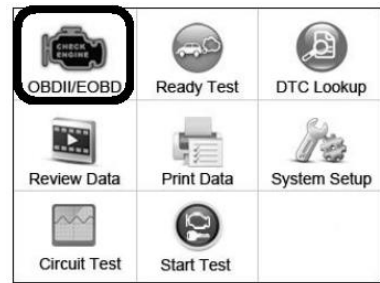 CHECK
ENGINE
OBDII/EOBD
Ready Test
DTC Lookup
Review Data
Print Data
System Setup
Circuit Test
Start Test